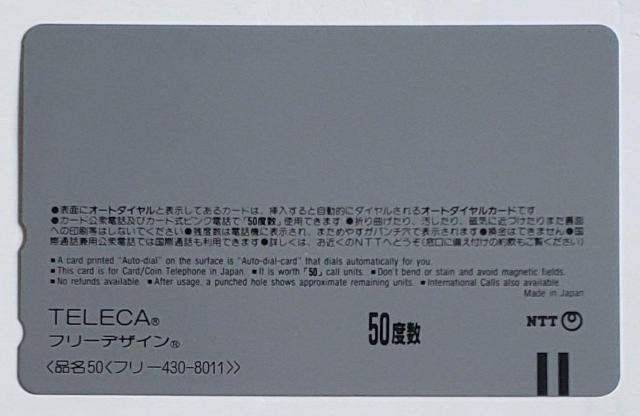 ●表面にオートダイヤルと表示してあるカードは、挿入すると自動的にダイヤルされるオートダイヤルカードです
●カード公衆電話及びカード式ピンク電話で「50度数」使用できます ●折り曲げたり、汚したり、磁気に近づけたりまた裏面
への印刷等はしないでください ●残度数は電話機に表示され、またためやすがパンチ穴で表示されます ●換金はできません ●国
際通話兼用公衆電話では国際通話も利用できます ●詳しくは、お近くのNTTへどうぞ(窓口に備え付けの約款もご覧ください)
■ A card printed "Auto-dial" on the surface is "Auto-dial-card" that dials automatically for you.
■ This card is for Card/Coin Telephone in Japan. ■ It is worth「50」call units. ■ Don't bend or stain and avoid magnetic fields.
■ No refunds available. ■ After usage, a punched hole shows approximate remaining units. ■ International Calls also available.
Made in Japan
TELECA®
フリーデザイン®
〈品名50〈フリー430-8011〉〉
50度数
NTT